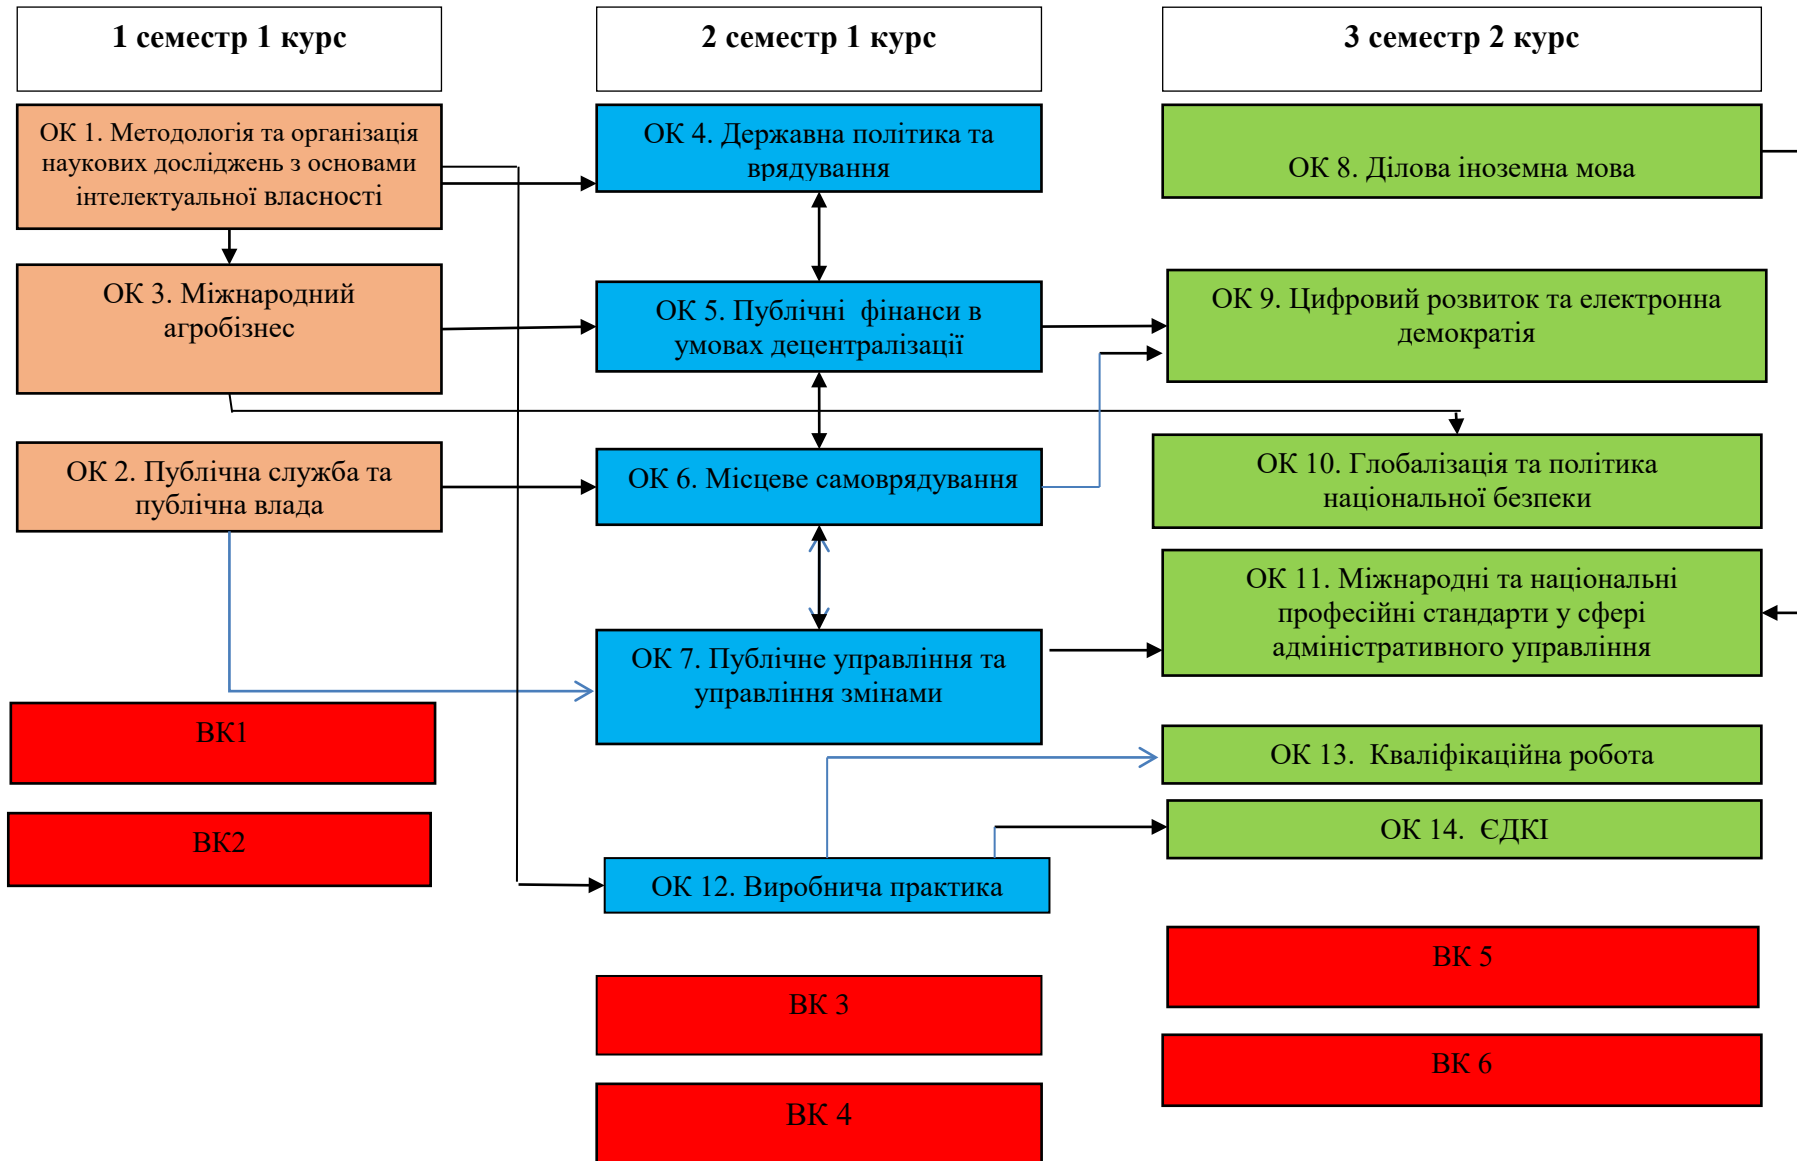 1 семестр 1 курс
2 семестр 1 курс
3 семестр 2 курс
ОК 1. Методологія та організація
наукових досліджень з основами
інтелектуальної власності
ОК 3. Міжнародний
агробізнес
ОК 2. Публічна служба та
публічна влада
ВК1
ВК2
ОК 4. Державна політика та
врядування
ОК 5. Публічні  фінанси в
умовах децентралізації
ОК 6. Місцеве самоврядування
ОК 7. Публічне управління та
управління змінами
ОК 12. Виробнича практика
ВК 3
ВК 4
ОК 8. Ділова іноземна мова
ОК 9. Цифровий розвиток та електронна
демократія
ОК 10. Глобалізація та політика
національної безпеки
ОК 11. Міжнародні та національні
професійні стандарти у сфері
адміністративного управління
ОК 13.  Кваліфікаційна робота
ОК 14.  ЄДКІ
ВК 5
ВК 6